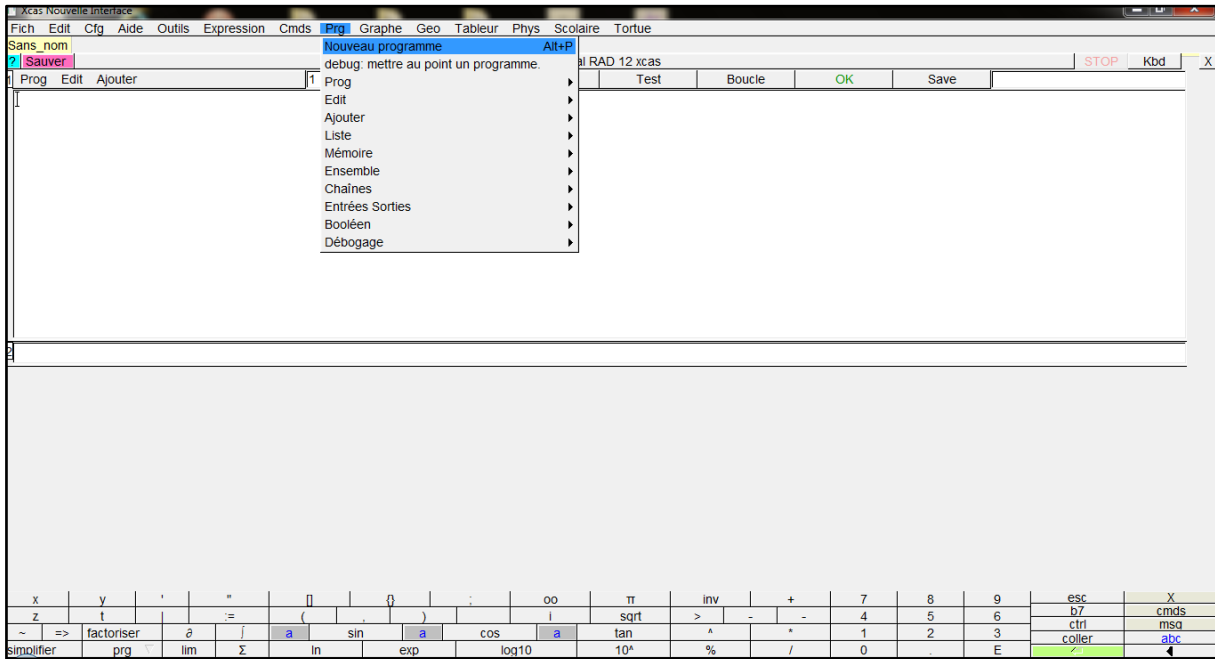 Xcas Nouvelle Interface
Fich Edit Cfg Aide Outils Expression Cmds Prg Graphe Geo Tableur Phys Scolaire Tortue
Sans_nom
Nouveau programme Alt+P
? Sauver
debug: mettre au point un programme.
RAD 12 xcas STOP Kbd X
1 Prog Edit Ajouter 1
Prog
Test Boucle OK Save
Edit
Ajouter
Liste
Mémoire
Ensemble
Chaînes
Entrées Sorties
Booléen
Débogage
2
x y ' " [] {} ; oo π inv + 7 8 9 esc X
z t | := ( , ) i sqrt > - - 4 5 6 b7 cmds
~ => factoriser ∂ ∫ a sin a cos a tan ^ * 1 2 3 ctrl msg
coller abc
simplifier prg lim Σ ln exp log10 10^ % / 0 . E